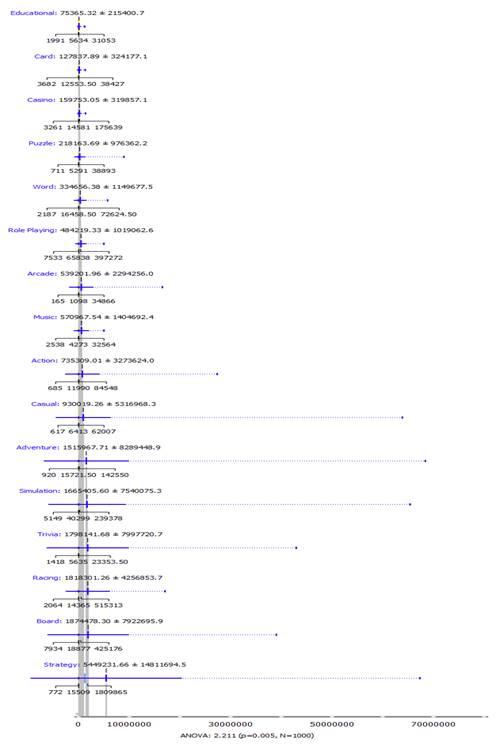 Educational: 75365.32 ± 215400.7
1991 5634 31053
Card: 127837.89 ± 324177.1
3682 12553.50 38427
Casino: 159753.05 ± 319857.1
3261 14581 175639
Puzzle: 218163.69 ± 976362.2
711 5291 38893
Word: 334656.38 ± 1149677.5
2187 16458.50 72624.50
Role Playing: 484219.33 ± 1019062.6
7533 65838 397272
Arcade: 539201.96 ± 2294256.0
165 1098 34866
Music: 570967.54 ± 1404692.4
2538 4273 32564
Action: 735309.01 ± 3273624.0
685 11990 84548
Casual: 930019.26 ± 5316968.3
617 6413 62007
Adventure: 1515967.71 ± 8289448.9
920 15721.50 142550
Simulation: 1665405.60 ± 7540075.3
5149 40299 239378
Trivia: 1798141.68 ± 7997720.7
1418 5635 23353.50
Racing: 1818301.26 ± 4256853.7
2064 14365 515313
Board: 1874478.30 ± 7922695.9
7934 18877 425176
Strategy: 5449231.66 ± 14811694.5
772 15509 1809865
0 10000000 30000000 50000000 70000000
ANOVA: 2.211 (p=0.005, N=1000)